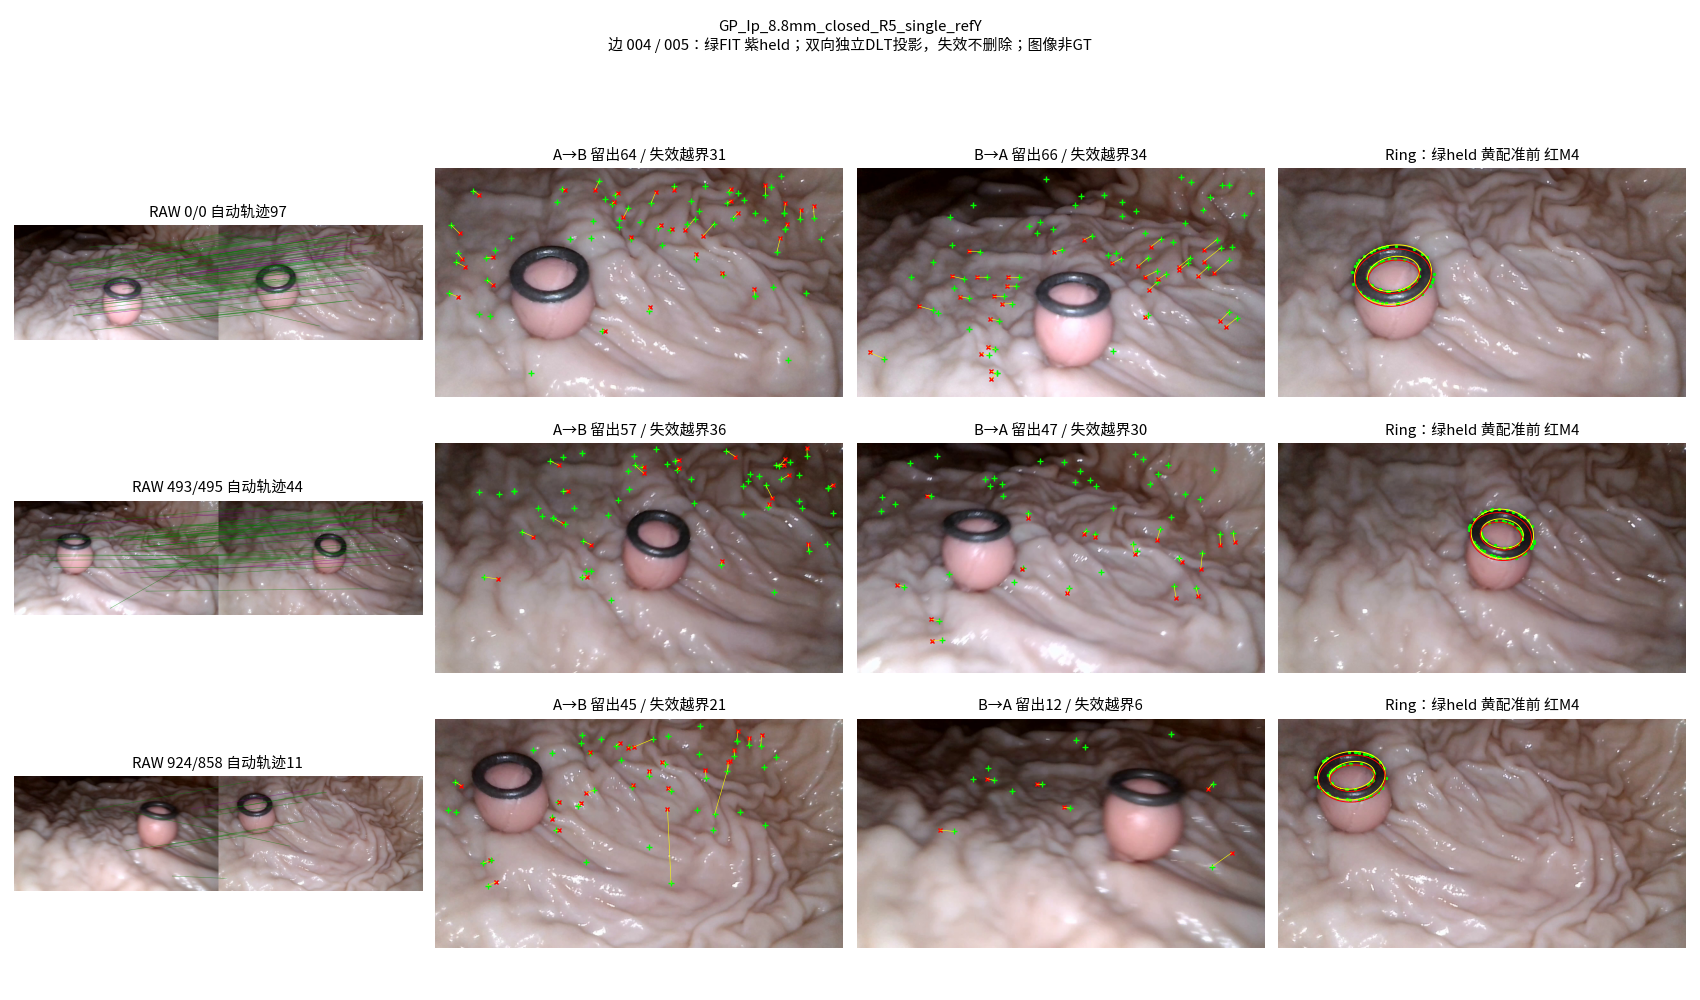 GP_Ip_8.8mm_closed_R5_single_refY
边 004 / 005：绿FIT 紫held；双向独立DLT投影，失效不删除；图像非GT
RAW 0/0 自动轨迹97
A→B 留出64 / 失效越界31
B→A 留出66 / 失效越界34
Ring：绿held 黄配准前 红M4
RAW 493/495 自动轨迹44
A→B 留出57 / 失效越界36
B→A 留出47 / 失效越界30
Ring：绿held 黄配准前 红M4
RAW 924/858 自动轨迹11
A→B 留出45 / 失效越界21
B→A 留出12 / 失效越界6
Ring：绿held 黄配准前 红M4